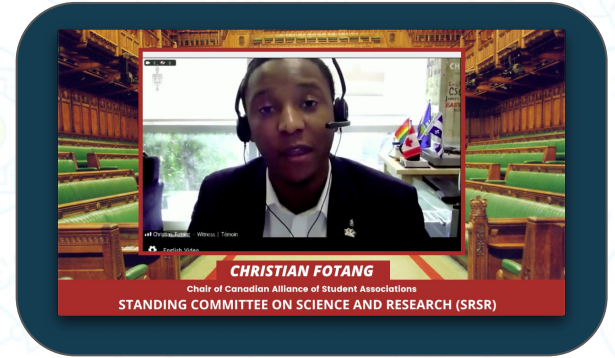 Christian Fotang - Witness | Témoin
English Video
CHRISTIAN FOTANG
Chair of Canadian Alliance of Student Associations
STANDING COMMITTEE ON SCIENCE AND RESEARCH (SRSR)